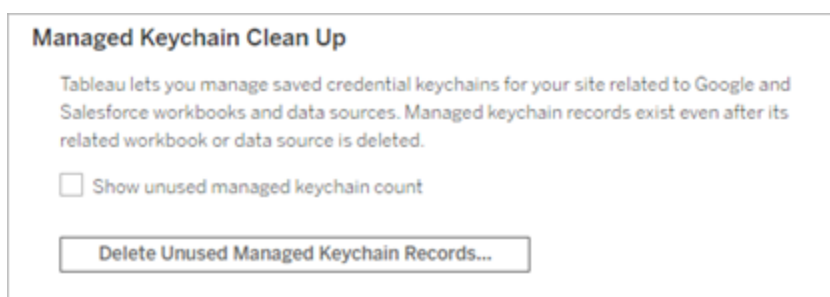 Managed Keychain Clean Up
Tableau lets you manage saved credential keychains for your site related to Google and
Salesforce workbooks and data sources. Managed keychain records exist even after its
related workbook or data source is deleted.
Show unused managed keychain count
Delete Unused Managed Keychain Records...